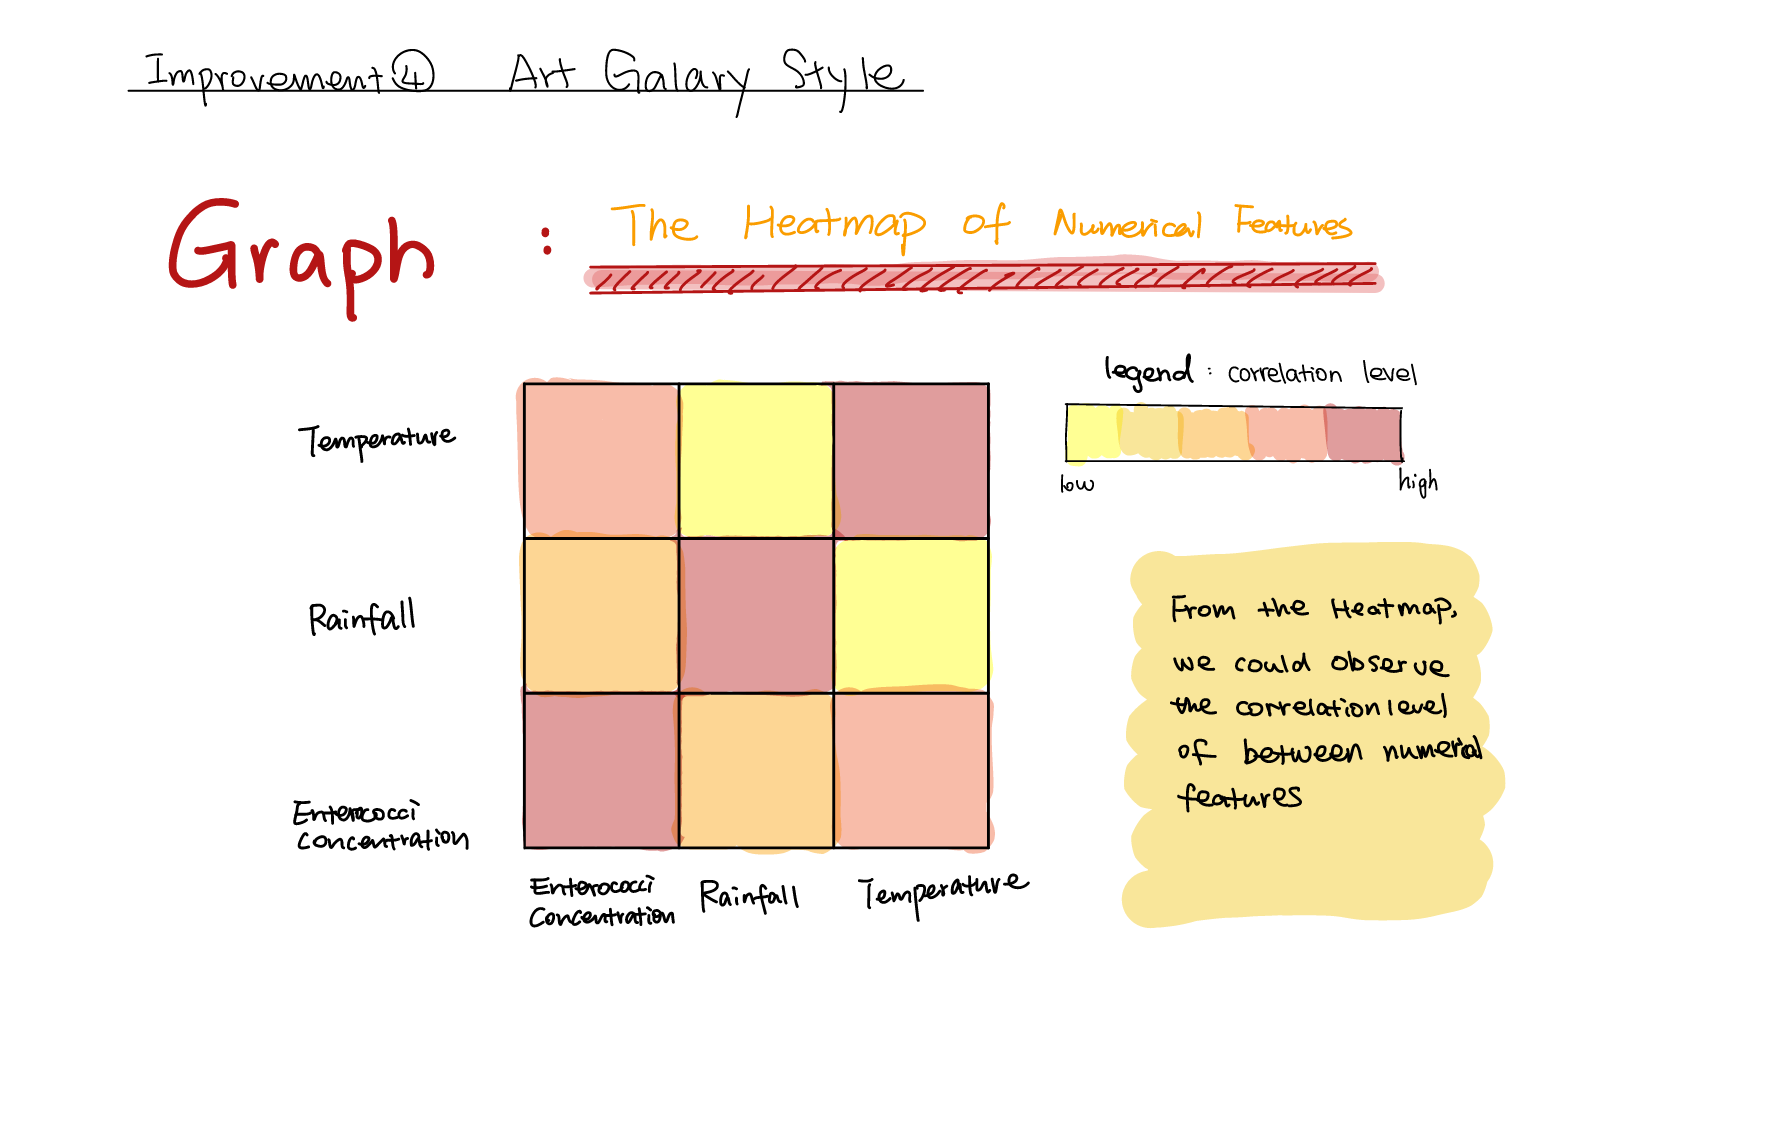 Improvement④ Art Galary Style
Graph : The Heatmap of Numerical Features
legend : correlation level
low high
Temperature
Rainfall
Enterococci
Concentration
Enterococci
Concentration
Rainfall
Temperature
From the Heatmap,
we could observe
the correlation level
of between numerial
features